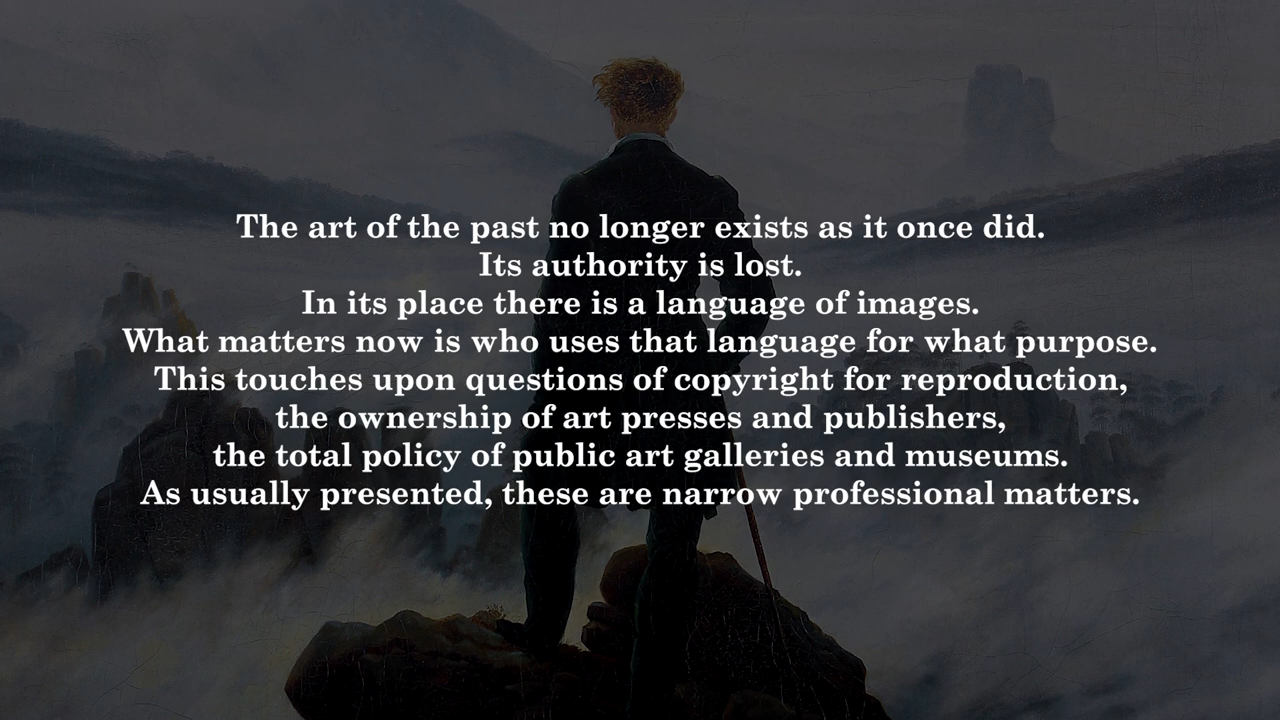 The art of the past no longer exists as it once did.
Its authority is lost.
In its place there is a language of images.
What matters now is who uses that language for what purpose.
This touches upon questions of copyright for reproduction,
the ownership of art presses and publishers,
the total policy of public art galleries and museums.
As usually presented, these are narrow professional matters.